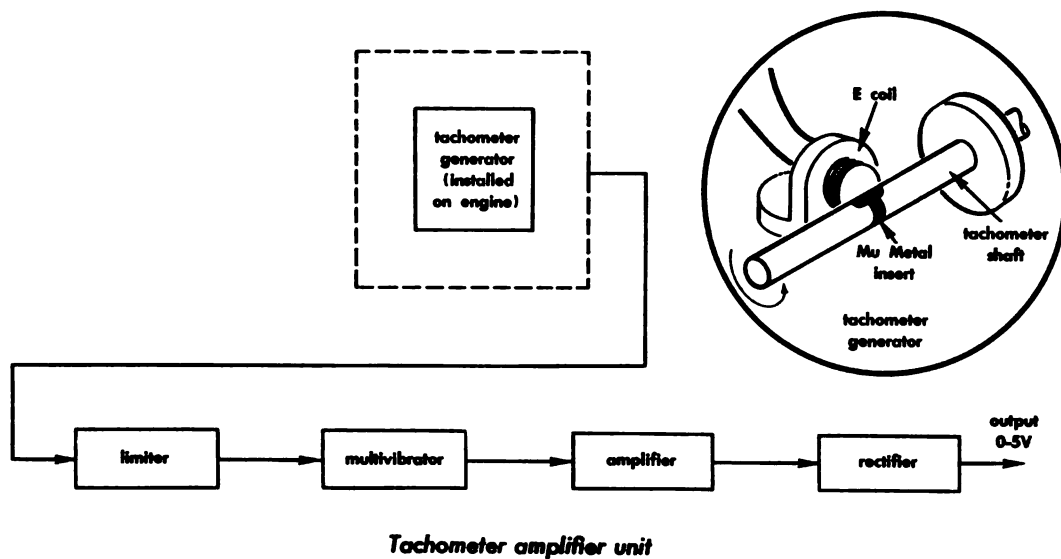 tachometer
generator
(installed
on engine)
E coil
tachometer
shaft
Mu Metal
insert
tachometer
generator
limiter
multivibrator
amplifier
rectifier
output
0-5V
Tachometer amplifier unit